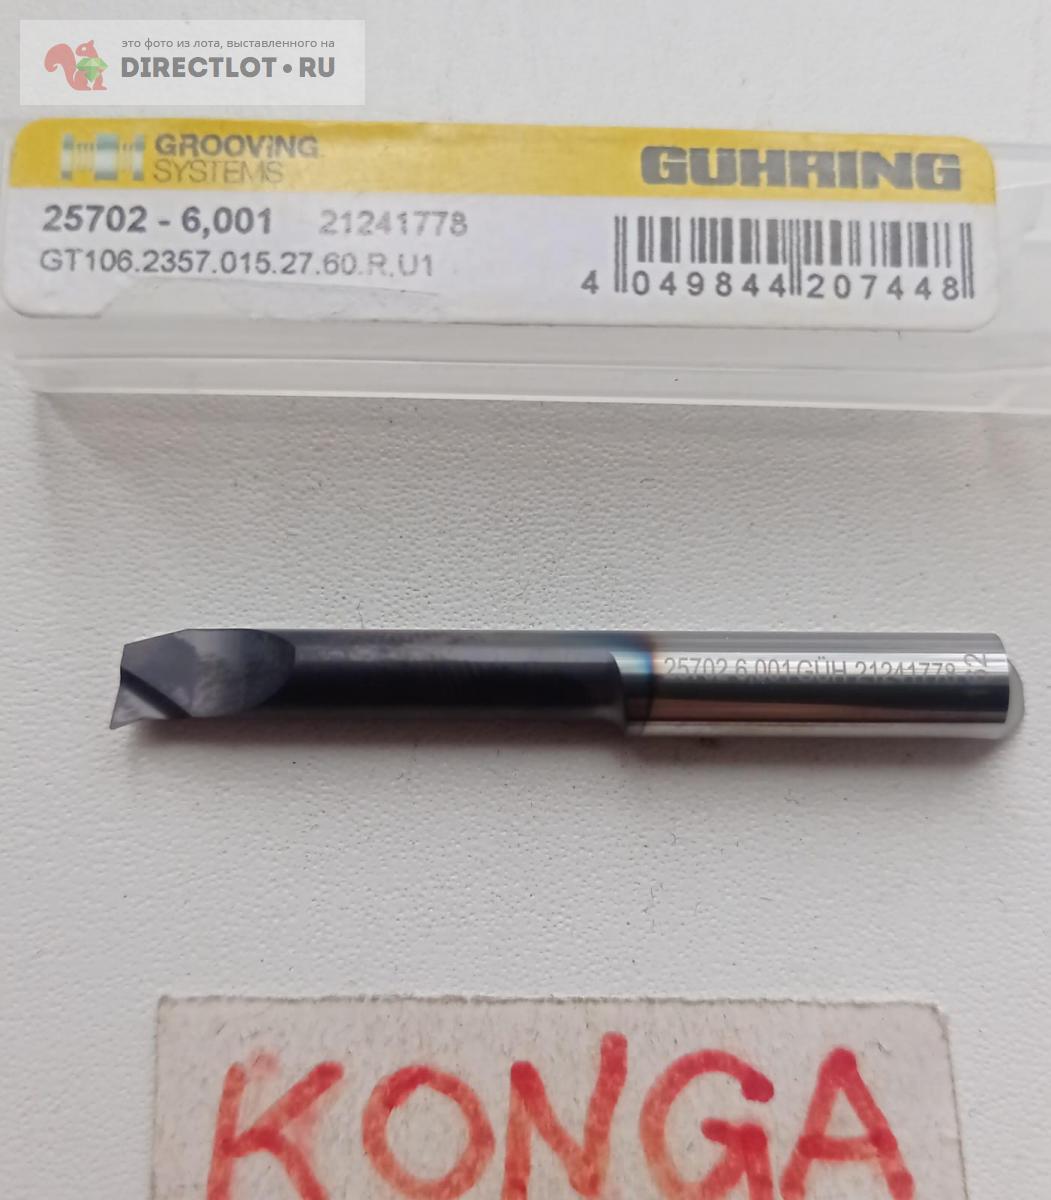 это фото из лота, выставленного на
DIRECTLOT•RU
GROOVING
SYSTEMS
GUHRING
25702 - 6,001 21241778
GT106.2357.015.27.60.R.U1
4 049844 207448
25702 6,001 GÜH 21241778
KONGA